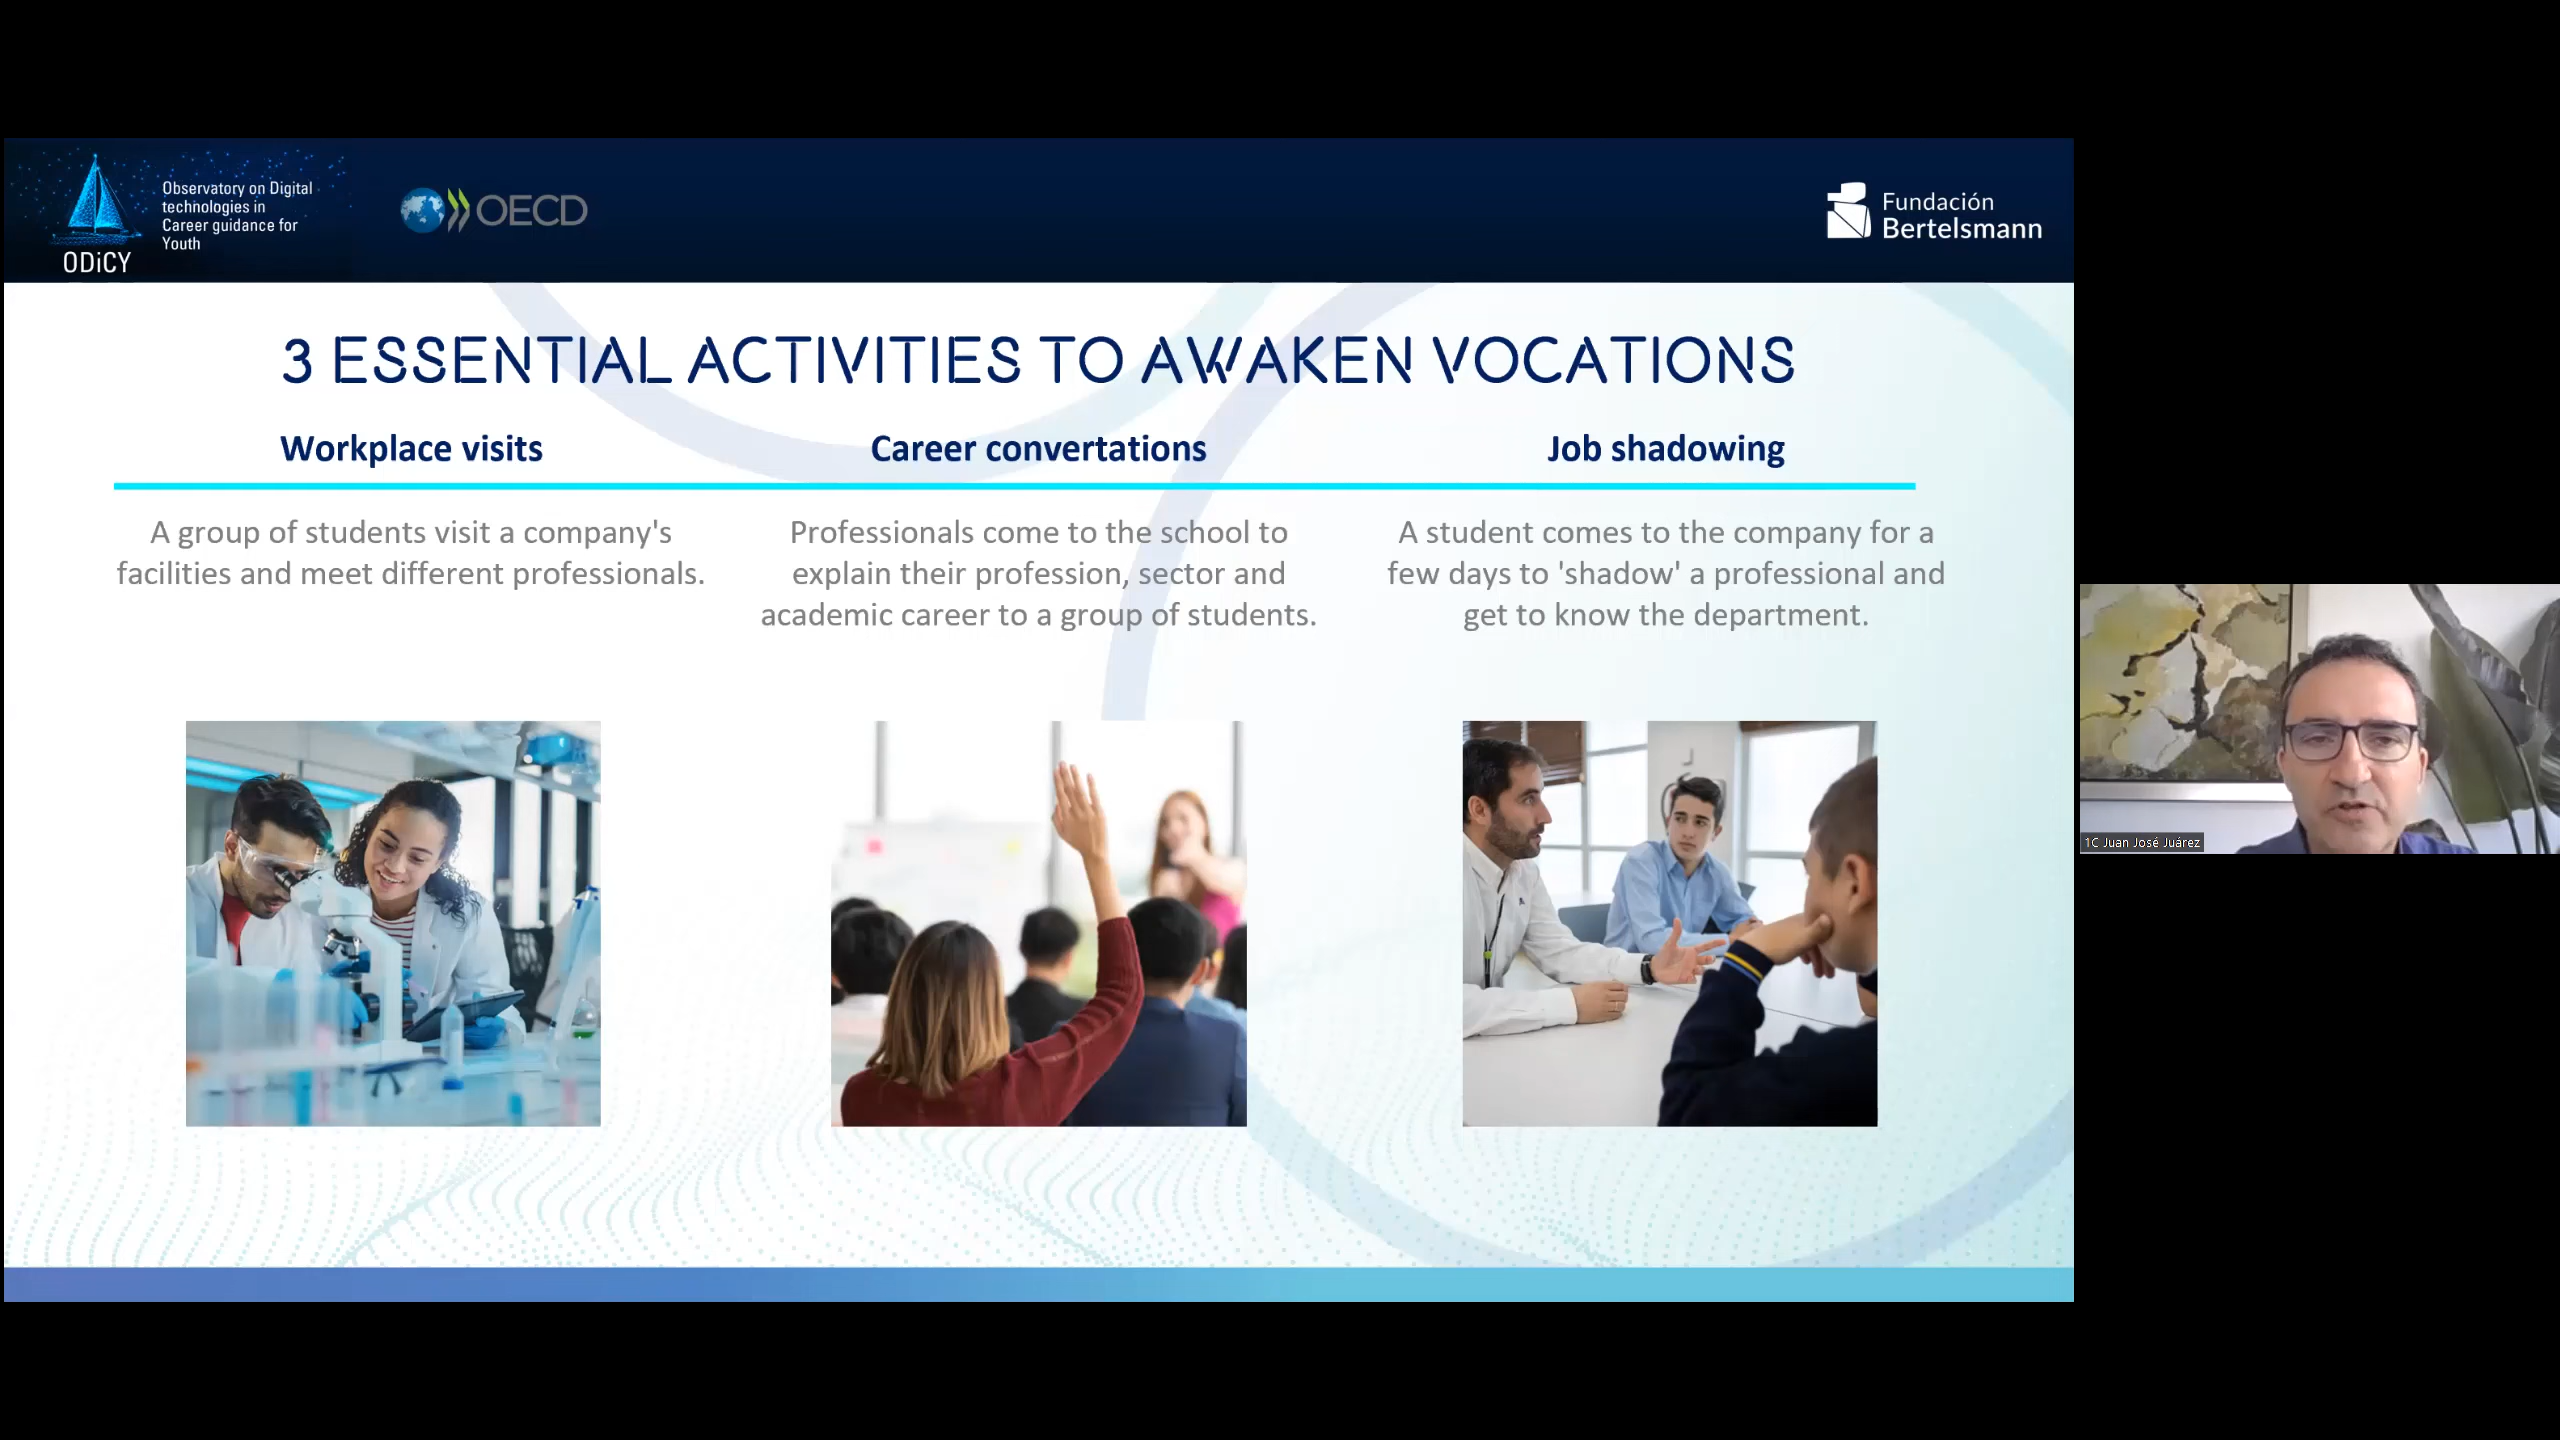 Observatory on Digital
technologies in
Career guidance for
Youth
ODiCY
OECD
Fundación
Bertelsmann
3 ESSENTIAL ACTIVITIES TO AWAKEN VOCATIONS
Workplace visits
A group of students visit a company's
facilities and meet different professionals.
Career convertations
Professionals come to the school to
explain their profession, sector and
academic career to a group of students.
Job shadowing
A student comes to the company for a
few days to 'shadow' a professional and
get to know the department.
1C Juan José Juárez